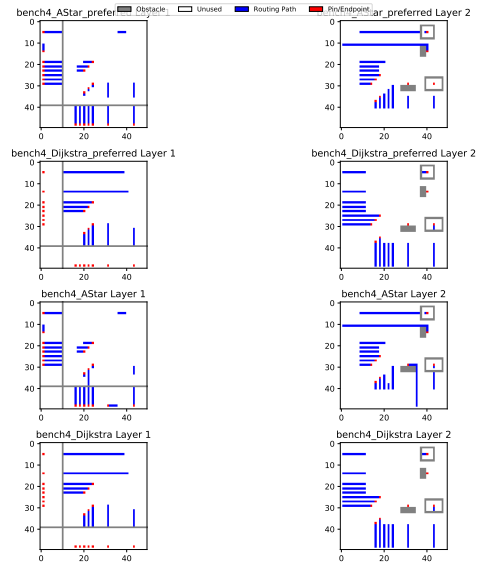 bench4_AStar_preferred Layer 1
bench4_AStar_preferred Layer 2
Obstacle Unused Routing Path Pin/Endpoint
0 0
10 10
20 20
30 30
40 40
0 20 40 0 20 40
bench4_Dijkstra_preferred Layer 1
bench4_Dijkstra_preferred Layer 2
0 0
10 10
20 20
30 30
40 40
0 20 40 0 20 40
bench4_AStar Layer 1
bench4_AStar Layer 2
0 0
10 10
20 20
30 30
40 40
0 20 40 0 20 40
bench4_Dijkstra Layer 1
bench4_Dijkstra Layer 2
0 0
10 10
20 20
30 30
40 40
0 20 40 0 20 40